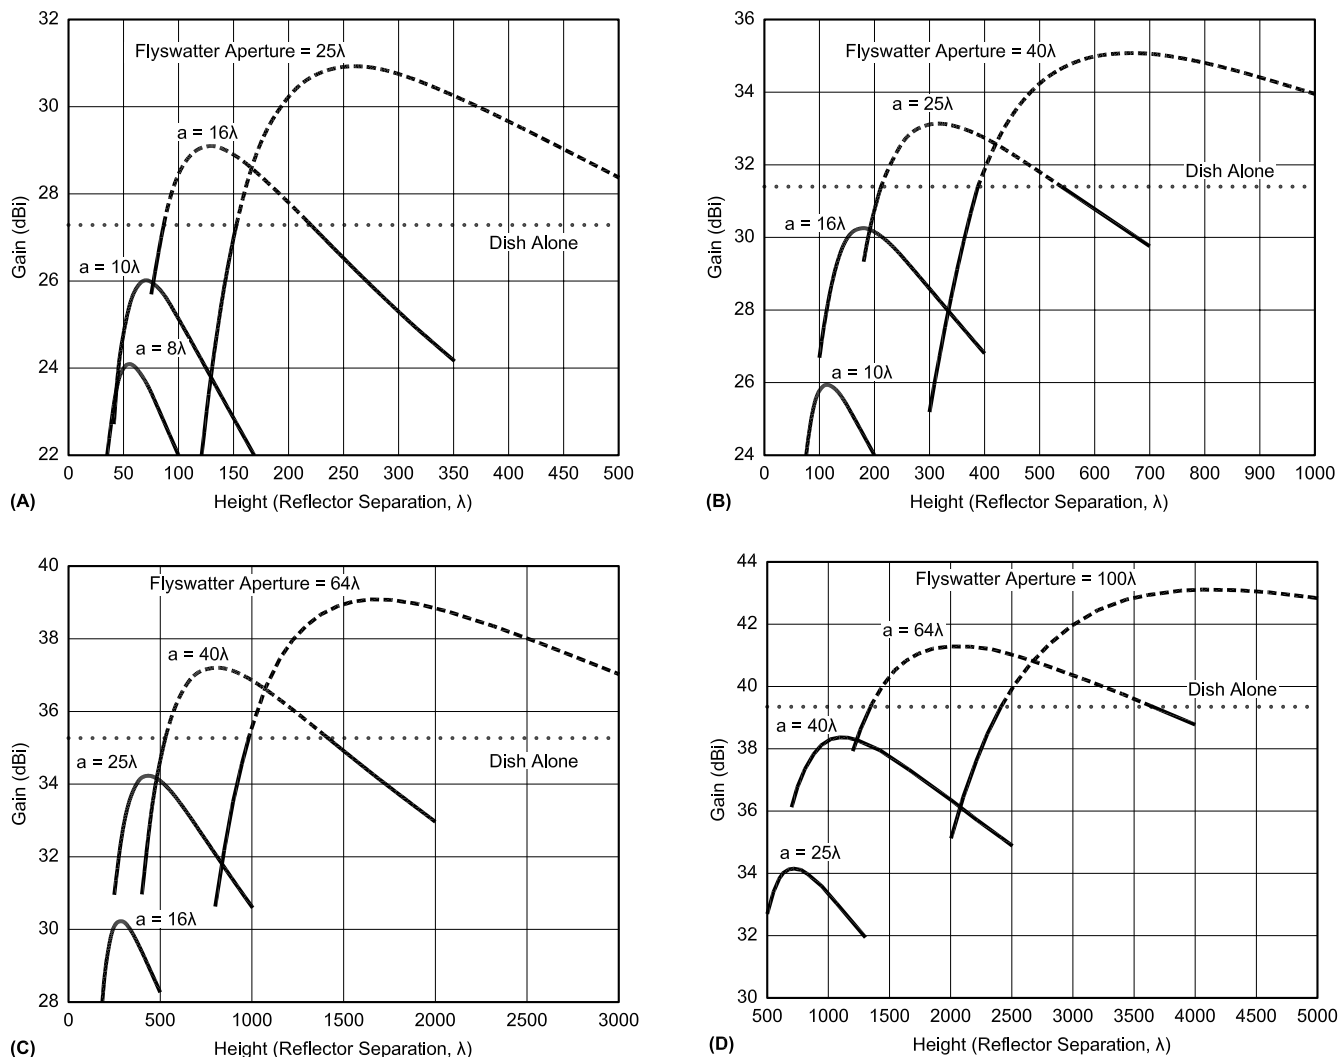 32
30
28
26
24
22
Gain (dBi)
Flyswatter Aperture = 25λ
a = 16λ
a = 10λ
a = 8λ
Dish Alone
0 50 100 150 200 250 300 350 400 450 500
Height (Reflector Separation, λ)
(A)
36
34
32
30
28
26
24
Gain (dBi)
Flyswatter Aperture = 40λ
a = 25λ
Dish Alone
a = 16λ
a = 10λ
0 100 200 300 400 500 600 700 800 900 1000
Height (Reflector Separation, λ)
(B)
40
38
36
34
32
30
28
Gain (dBi)
Flyswatter Aperture = 64λ
a = 40λ
a = 25λ
Dish Alone
a = 16λ
0 500 1000 1500 2000 2500 3000
Height (Reflector Separation, λ)
(C)
44
42
40
38
36
34
32
30
Gain (dBi)
Flyswatter Aperture = 100λ
a = 64λ
Dish Alone
a = 40λ
a = 25λ
500 1000 1500 2000 2500 3000 3500 4000 4500 5000
Height (Reflector Separation, λ)
(D)